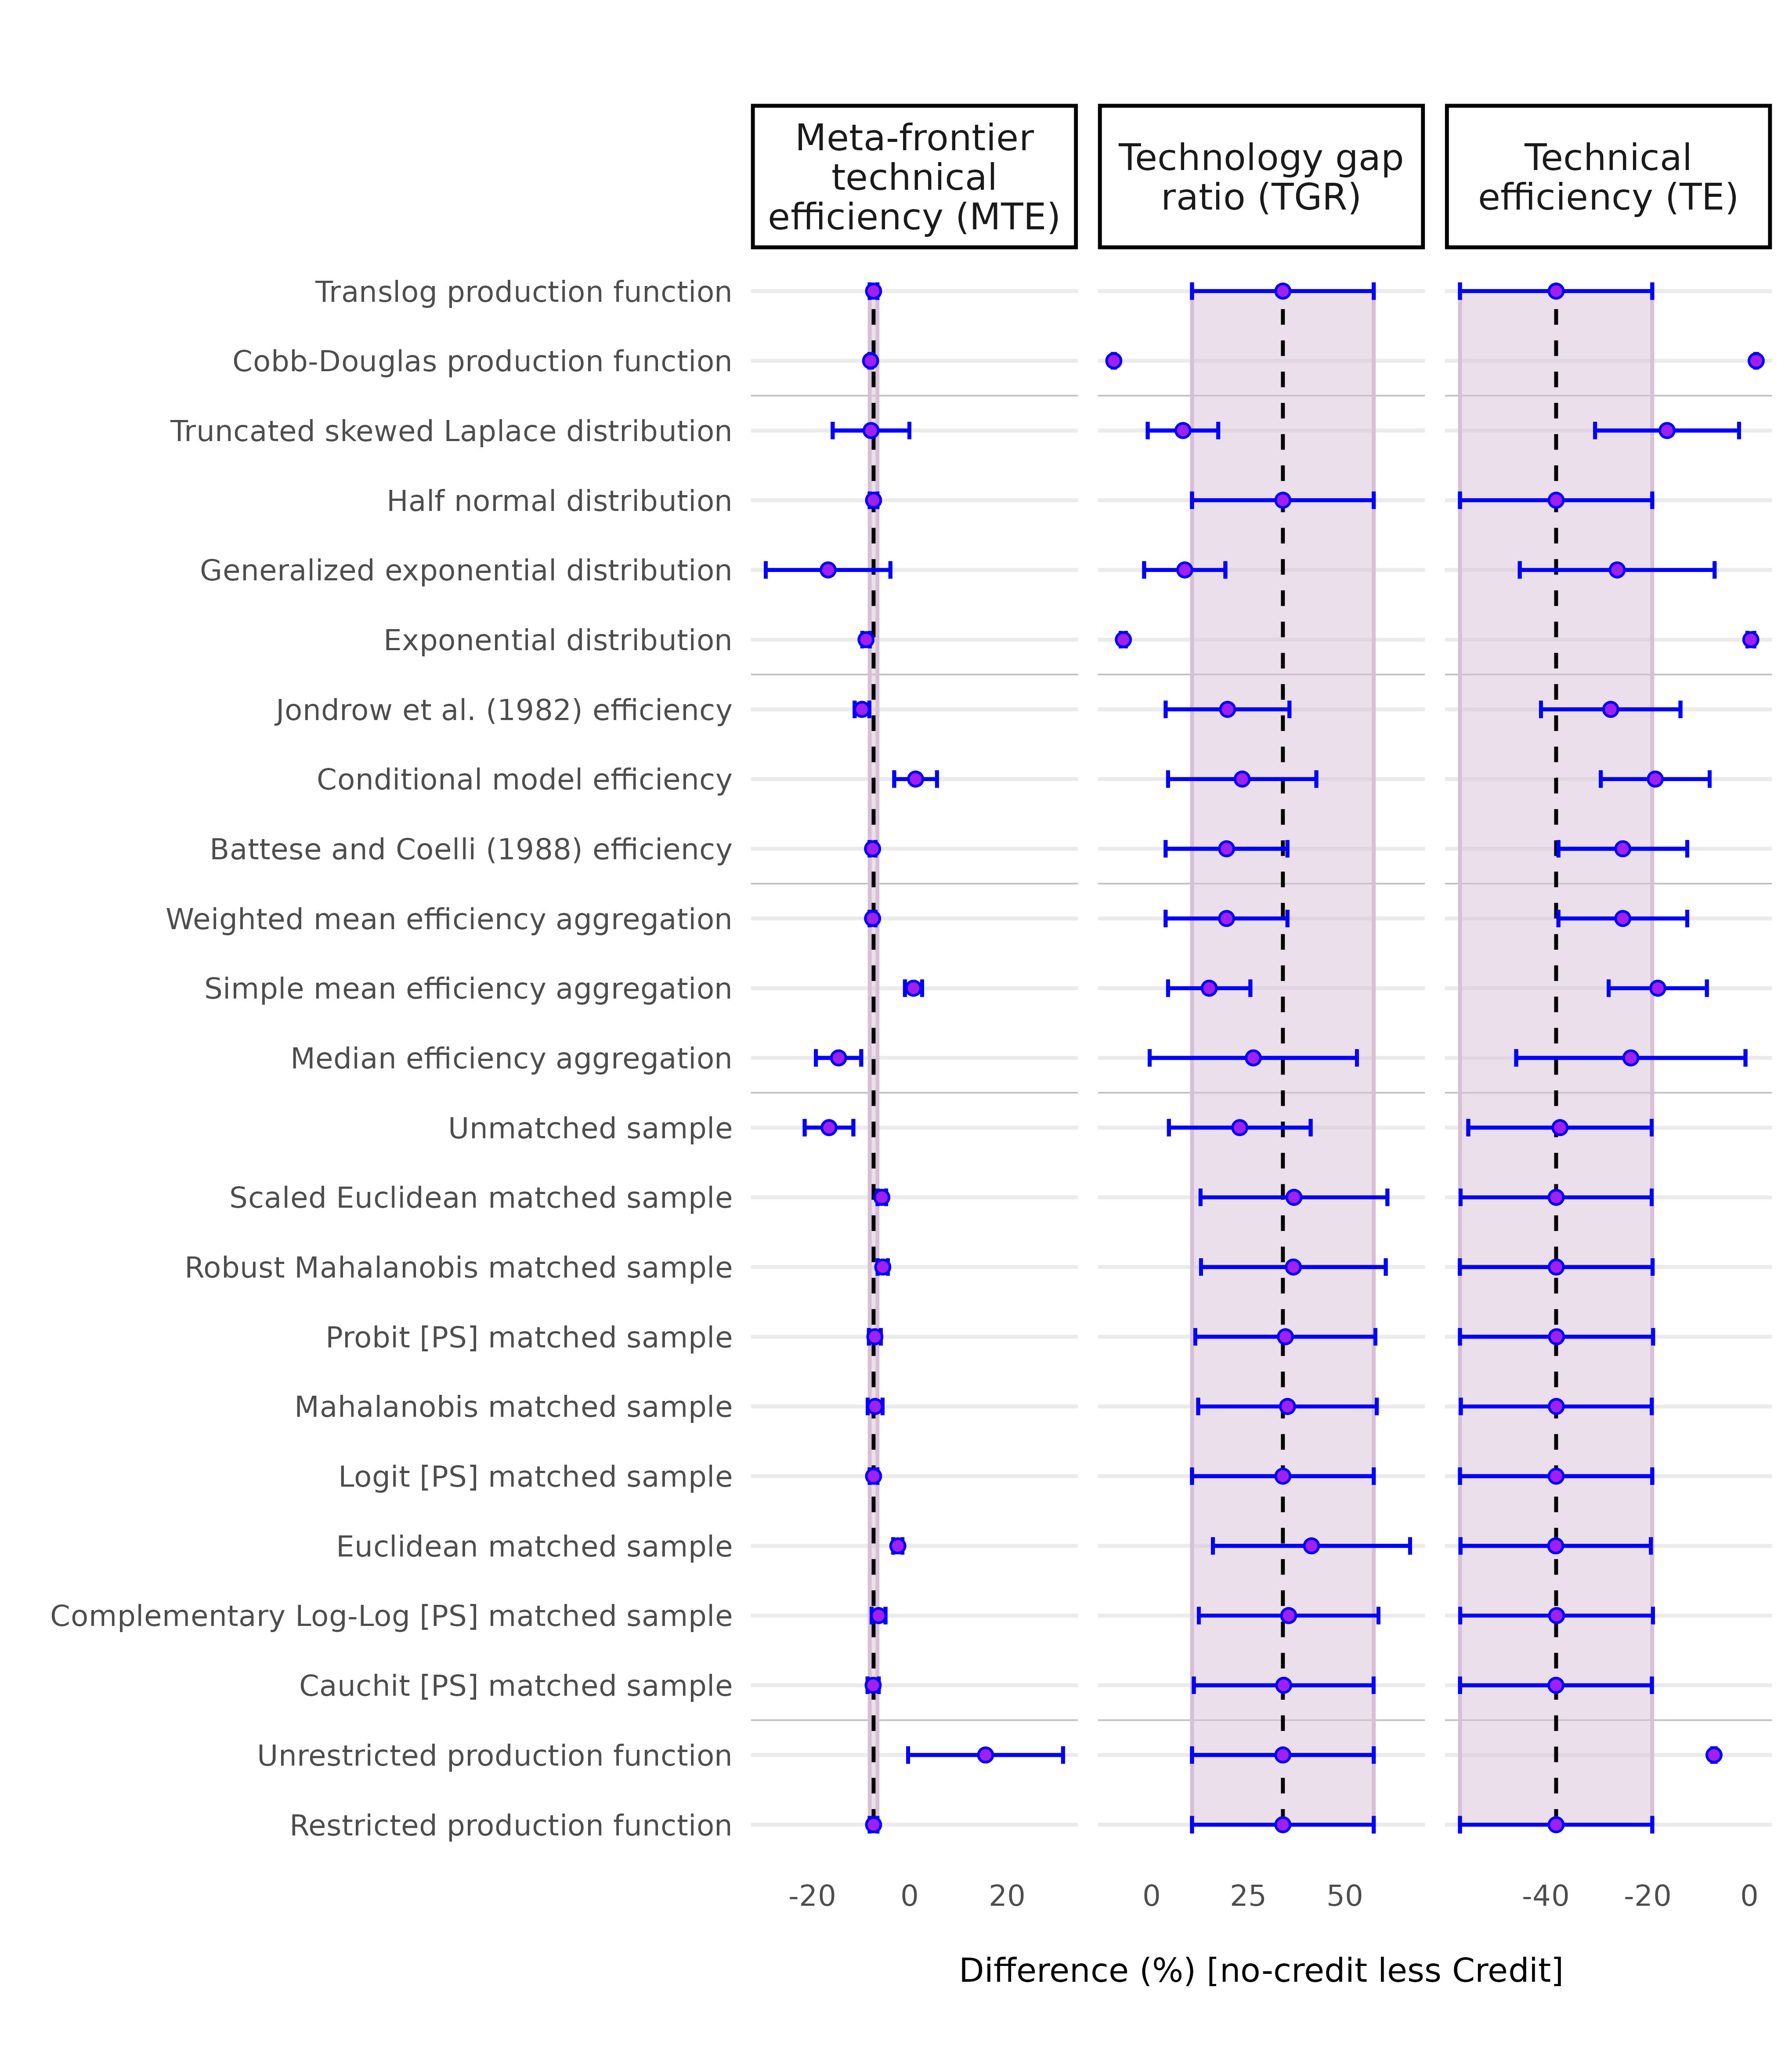 Meta-frontier
technical
efficiency (MTE)
Technology gap
ratio (TGR)
Technical
efficiency (TE)
Translog production function
Cobb-Douglas production function
Truncated skewed Laplace distribution
Half normal distribution
Generalized exponential distribution
Exponential distribution
Jondrow et al. (1982) efficiency
Conditional model efficiency
Battese and Coelli (1988) efficiency
Weighted mean efficiency aggregation
Simple mean efficiency aggregation
Median efficiency aggregation
Unmatched sample
Scaled Euclidean matched sample
Robust Mahalanobis matched sample
Probit [PS] matched sample
Mahalanobis matched sample
Logit [PS] matched sample
Euclidean matched sample
Complementary Log-Log [PS] matched sample
Cauchit [PS] matched sample
Unrestricted production function
Restricted production function
-20 0 20 0 25 50 -40 -20 0
Difference (%) [no-credit less Credit]